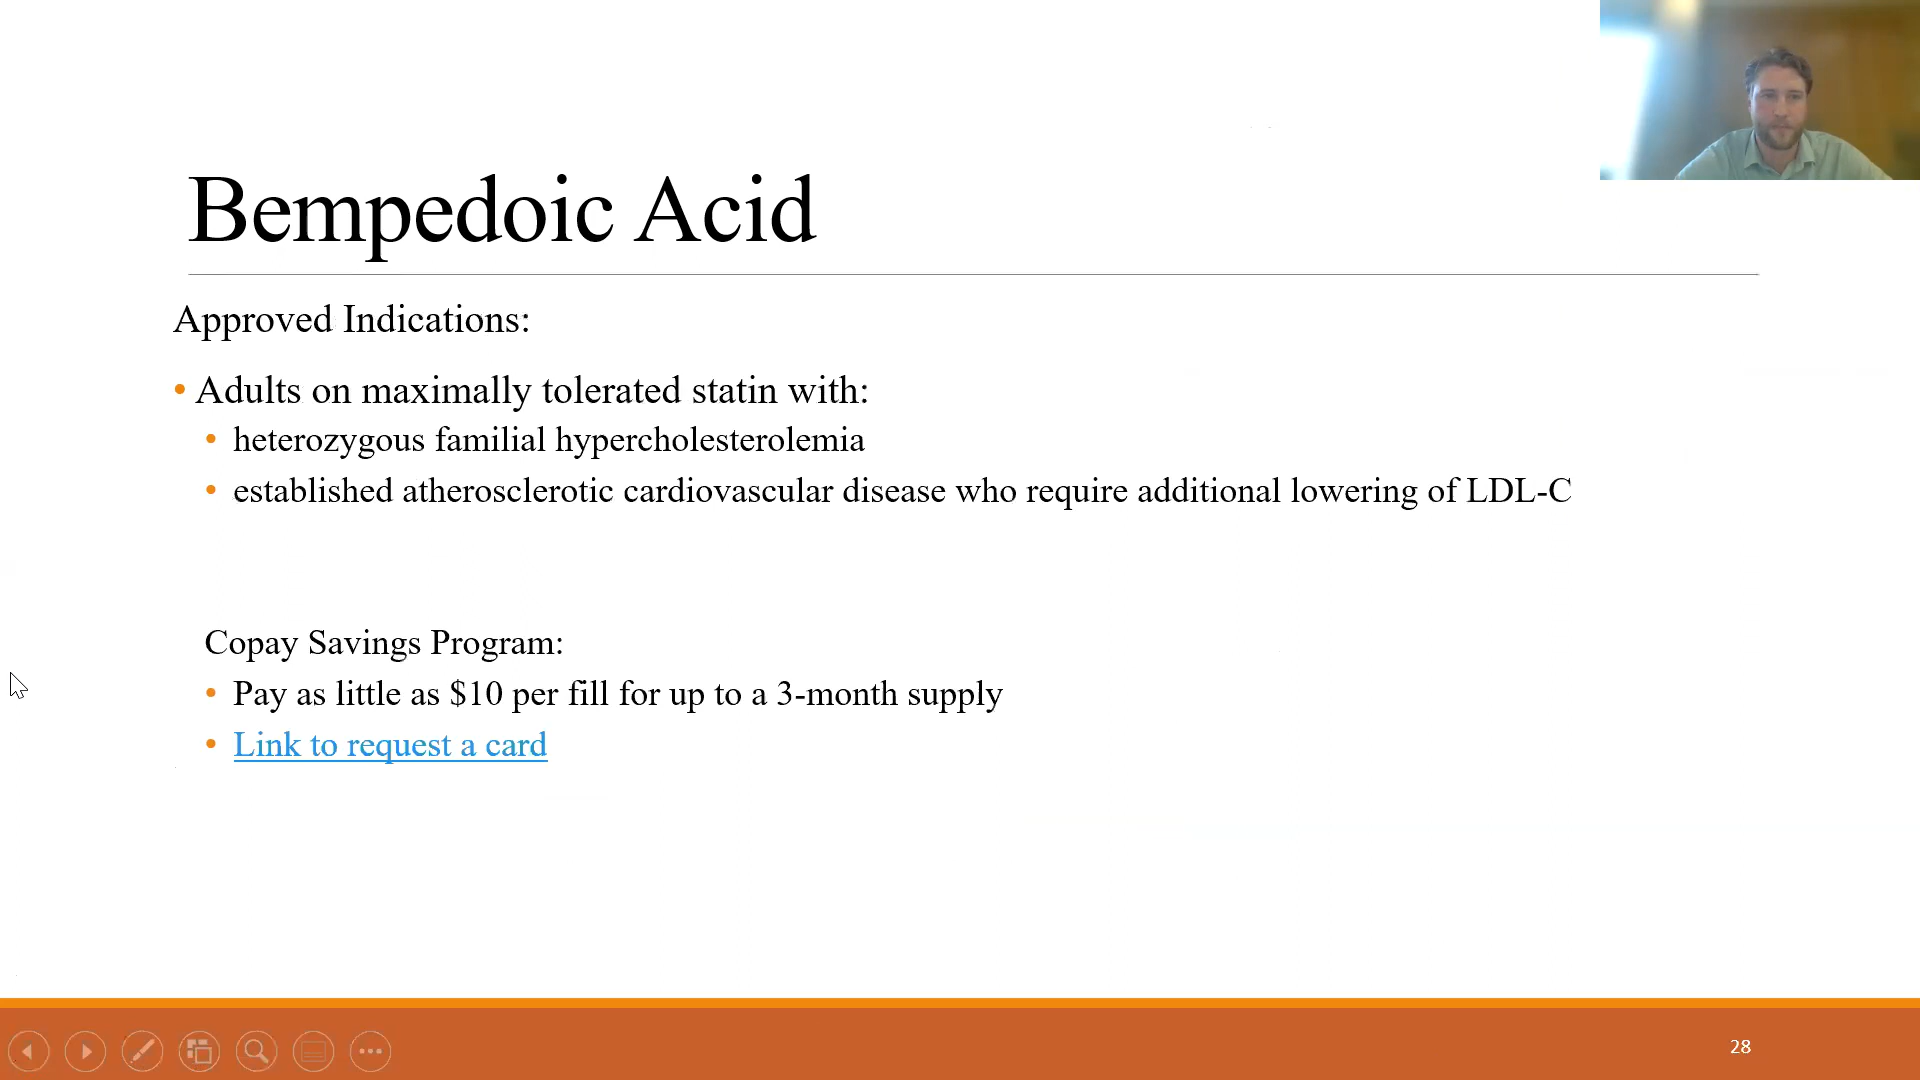 Bempedoic Acid
Approved Indications:
• Adults on maximally tolerated statin with:
• heterozygous familial hypercholesterolemia
• established atherosclerotic cardiovascular disease who require additional lowering of LDL-C
Copay Savings Program:
• Pay as little as $10 per fill for up to a 3-month supply
• Link to request a card
28